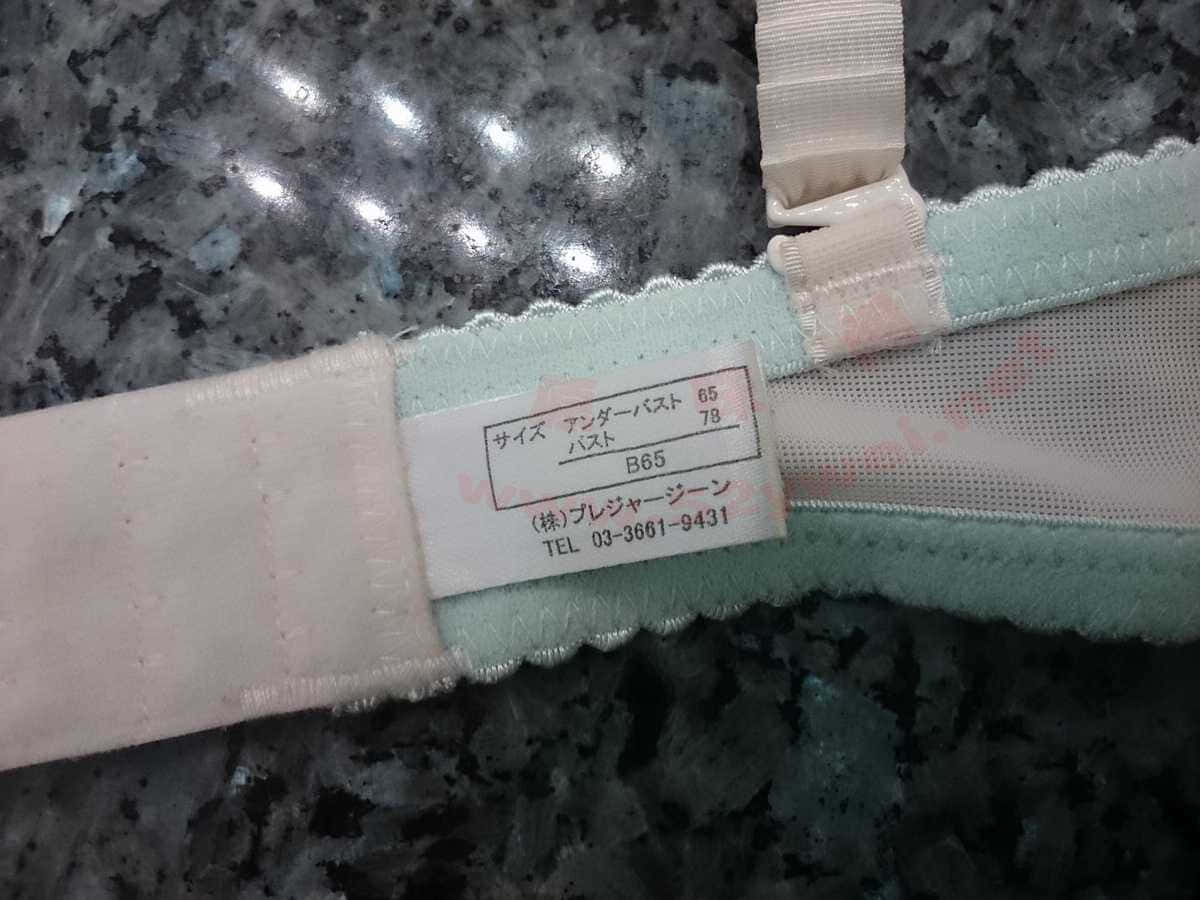 サイズ アンダーバスト 65
バスト 78
B65
(株)プレジャージーン
TEL 03-3661-9431